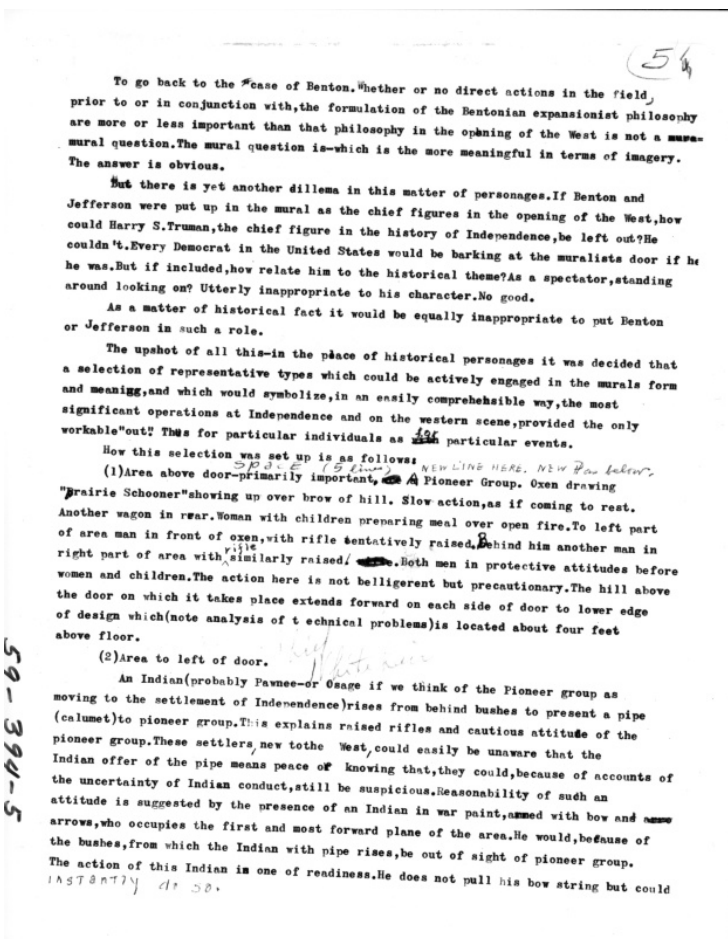 5
To go back to the case of Benton.Whether or no direct actions in the field,
prior to or in conjunction with,the formulation of the Bentonian expansionist philosophy
are more or less important than that philosophy in the opening of the West is not a mura-
mural question.The mural question is-which is the more meaningful in terms of imagery.
The answer is obvious.
But there is yet another dillema in this matter of personages.If Benton and
Jefferson were put up in the mural as the chief figures in the opening of the West,how
could Harry S.Truman,the chief figure in the history of Independence,be left out?He
couldn't.Every Democrat in the United States would be barking at the muralists door if he
he was.But if included,how relate him to the historical theme?As a spectator,standing
around looking on? Utterly inappropriate to his character.No good.
As a matter of historical fact it would be equally inappropriate to put Benton
or Jefferson in such a role.
The upshot of all this-in the place of historical personages it was decided that
a selection of representative types which could be actively engaged in the murals form
and meanigg,and which would symbolize,in an easily comprehehsible way,the most
significant operations at Independence and on the western scene,provided the only
workable"out". Thus for particular individuals as for particular events.
How this selection was set up is as follows:
SPACE (5 lines) NEW LINE HERE. NEW Par below.
(1)Area above door-primarily important, A Pioneer Group. Oxen drawing
"Prairie Schooner"showing up over brow of hill. Slow action,as if coming to rest.
Another wagon in rear.Woman with children preparing meal over open fire.To left part
of area man in front of oxen,with rifle tentatively raised.Behind him another man in
right part of area with rifle similarly raised. Both men in protective attitudes before
women and children.The action here is not belligerent but precautionary.The hill above
the door on which it takes place extends forward on each side of door to lower edge
of design which(note analysis of t echnical problems)is located about four feet
above floor.
(2)Area to left of door.
An Indian(probably Pawnee-or Osage if we think of the Pioneer group as
moving to the settlement of Independence)rises from behind bushes to present a pipe
(calumet)to pioneer group.This explains raised rifles and cautious attitude of the
pioneer group.These settlers,new tothe West,could easily be unaware that the
Indian offer of the pipe means peace or knowing that,they could,because of accounts of
the uncertainty of Indian conduct,still be suspicious.Reasonability of such an
attitude is suggested by the presence of an Indian in war paint,armed with bow and
arrows,who occupies the first and most forward plane of the area.He would,because of
the bushes,from which the Indian with pipe rises,be out of sight of pioneer group.
The action of this Indian is one of readiness.He does not pull his bow string but could
INSTANTLY do so.
59-394-5